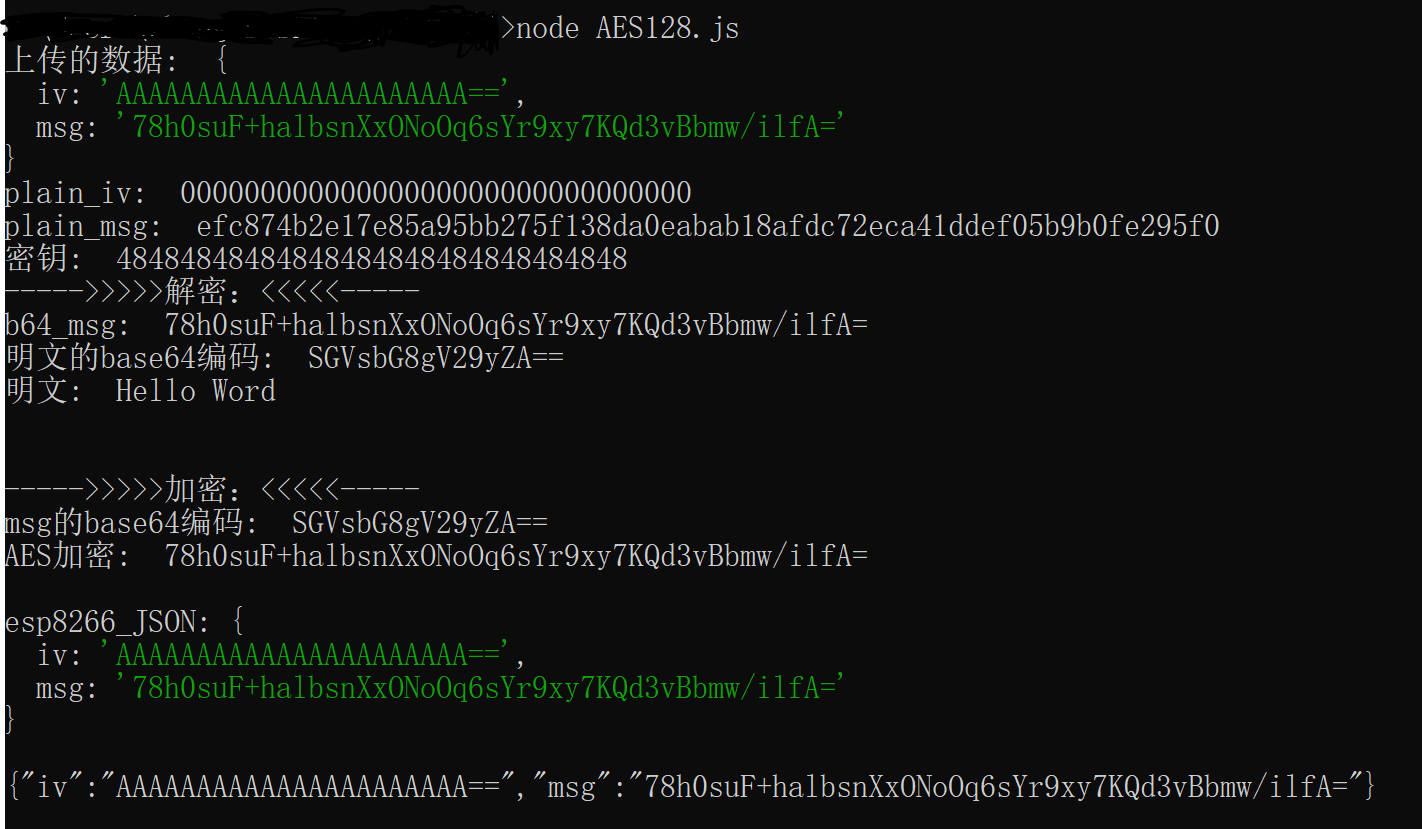 >node AES128.js
上传的数据: {
iv: 'AAAAAAAAAAAAAAAAAAAAAA==',
msg: '78h0suF+halbsnXxONoOq6sYr9xy7KQd3vBbmw/ilfA='
}
plain_iv: 00000000000000000000000000000000
plain_msg: efc874b2e17e85a95bb275f138da0eabab18afdc72eca41ddef05b9b0fe295f0
密钥: 48484848484848484848484848484848
----->>>>>解密: <<<<<-----
b64_msg: 78h0suF+halbsnXxONoOq6sYr9xy7KQd3vBbmw/ilfA=
明文的base64编码: SGVsbG8gV29yZA==
明文: Hello Word
----->>>>>加密: <<<<<-----
msg的base64编码: SGVsbG8gV29yZA==
AES加密: 78h0suF+halbsnXxONoOq6sYr9xy7KQd3vBbmw/ilfA=
esp8266_JSON: {
iv: 'AAAAAAAAAAAAAAAAAAAAAA==',
msg: '78h0suF+halbsnXxONoOq6sYr9xy7KQd3vBbmw/ilfA='
}
{"iv":"AAAAAAAAAAAAAAAAAAAAAA==","msg":"78h0suF+halbsnXxONoOq6sYr9xy7KQd3vBbmw/ilfA="}